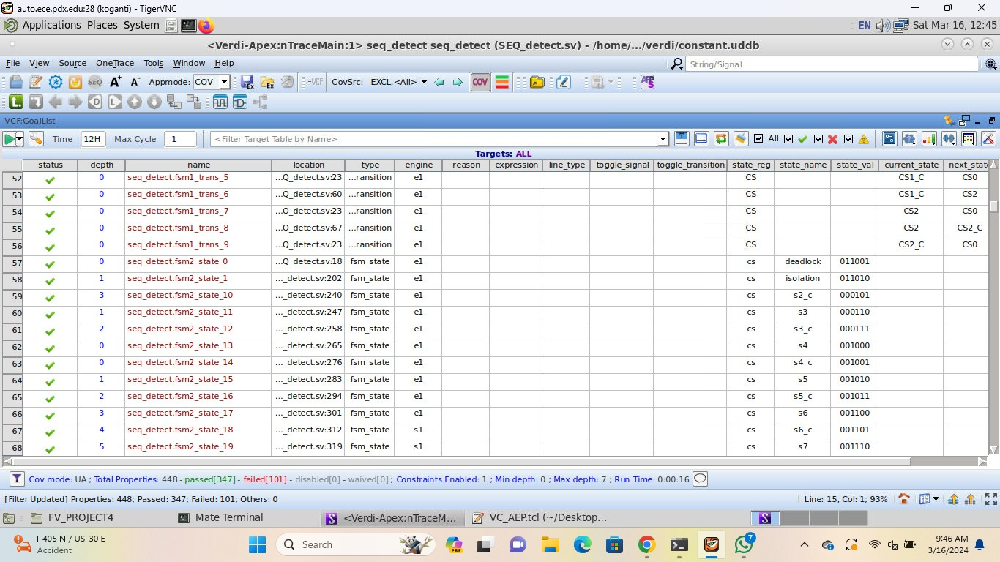 auto.ece.pdx.edu:28 (koganti) - TigerVNC
Applications Places System EN Sat Mar 16, 12:45
<Verdi-Apex:nTraceMain:1> seq_detect seq_detect (SEQ_detect.sv) - /home/.../verdi/constant.uddb
File View Source OneTrace Tools Window Help String/Signal
SEQ A+ A- Appmode: COV Ex Ex →VCF CovSrc: EXCL,<All> COV
VCF:GoalList
Time 12H Max Cycle -1 <Filter Target Table by Name> All
Targets: ALL
status depth name location type engine reason expression line_type toggle_signal toggle_transition state_reg state_name state_val current_state next_state
52 0 seq_detect.fsm1_trans_5 ...Q_detect.sv:23 ...ransition e1 CS CS1_C CS0
53 0 seq_detect.fsm1_trans_6 ...Q_detect.sv:60 ...ransition e1 CS CS1_C CS2
54 0 seq_detect.fsm1_trans_7 ...Q_detect.sv:23 ...ransition e1 CS CS2 CS0
55 0 seq_detect.fsm1_trans_8 ...Q_detect.sv:67 ...ransition e1 CS CS2 CS2_C
56 0 seq_detect.fsm1_trans_9 ...Q_detect.sv:23 ...ransition e1 CS CS2_C CS0
57 0 seq_detect.fsm2_state_0 ...Q_detect.sv:18 fsm_state e1 cs deadlock 011001
58 1 seq_detect.fsm2_state_1 ..._detect.sv:202 fsm_state e1 cs isolation 011010
59 3 seq_detect.fsm2_state_10 ..._detect.sv:240 fsm_state e1 cs s2_c 000101
60 1 seq_detect.fsm2_state_11 ..._detect.sv:247 fsm_state e1 cs s3 000110
61 2 seq_detect.fsm2_state_12 ..._detect.sv:258 fsm_state e1 cs s3_c 000111
62 0 seq_detect.fsm2_state_13 ..._detect.sv:265 fsm_state e1 cs s4 001000
63 0 seq_detect.fsm2_state_14 ..._detect.sv:276 fsm_state e1 cs s4_c 001001
64 1 seq_detect.fsm2_state_15 ..._detect.sv:283 fsm_state e1 cs s5 001010
65 2 seq_detect.fsm2_state_16 ..._detect.sv:294 fsm_state e1 cs s5_c 001011
66 3 seq_detect.fsm2_state_17 ..._detect.sv:301 fsm_state e1 cs s6 001100
67 4 seq_detect.fsm2_state_18 ..._detect.sv:312 fsm_state s1 cs s6_c 001101
68 5 seq_detect.fsm2_state_19 ..._detect.sv:319 fsm_state s1 cs s7 001110
Cov mode: UA ; Total Properties: 448 - passed[347] - failed[101] - disabled[0] - waived[0] ; Constraints Enabled: 1 ; Min depth: 0 ; Max depth: 7 ; Run Time: 0:00:16
[Filter Updated] Properties: 448; Passed: 347; Failed: 101; Others: 0 Line: 15, Col: 1; 93%
FV_PROJECT4 Mate Terminal <Verdi-Apex:nTraceM... VC_AEP.tcl (~/Desktop...
I-405 N / US-30 E Search PRE 7 9:46 AM
Accident 3/16/2024